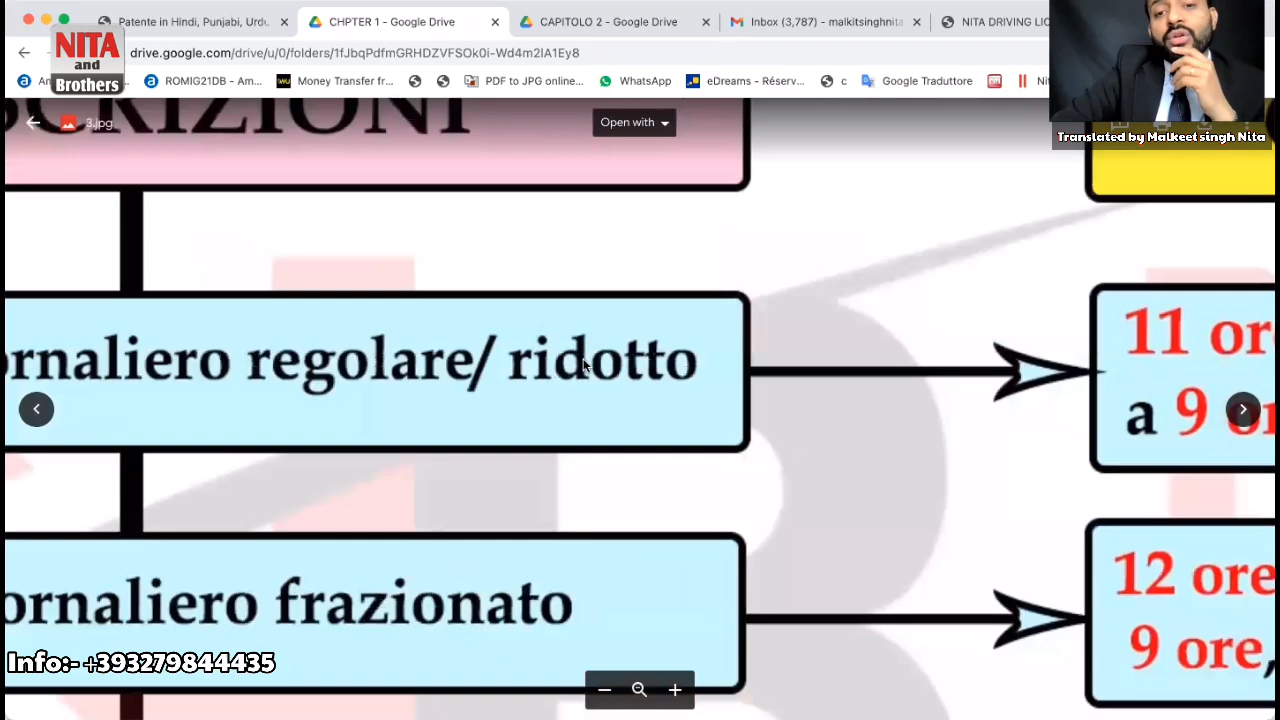 Patente in Hindi, Punjabi, Urdu.
CHPTER 1 - Google Drive
CAPITOLO 2 - Google Drive
Inbox (3,787) - malkitsinghnita
NITA DRIVING LIC
NITA
and
Brothers
drive.google.com/drive/u/0/folders/1fJbqPdfmGRHDZVFSOk0i-Wd4m2lA1Ey8
ROMIG21DB - Am...
Money Transfer fr...
PDF to JPG online...
WhatsApp
eDreams - Reserv...
c
Google Traduttore
3.jpg
Open with
Translated by Malkeet singh Nita
SCRIZIONI
ornaliero regolare/ ridotto
11 or
a 9 or
ornaliero frazionato
12 ore
9 ore,
Info:- +393279844435